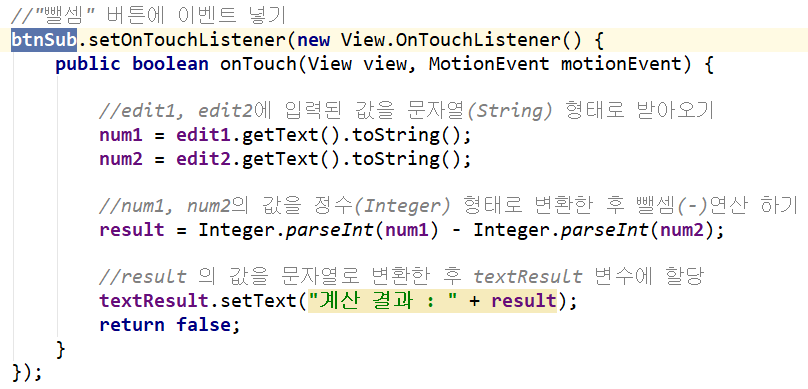 //"뺄셈" 버튼에 이벤트 넣기
btnSub.setOnTouchListener(new View.OnTouchListener() {
    public boolean onTouch(View view, MotionEvent motionEvent) {
        //edit1, edit2에 입력된 값을 문자열(String) 형태로 받아오기
        num1 = edit1.getText().toString();
        num2 = edit2.getText().toString();
        //num1, num2의 값을 정수(Integer) 형태로 변환한 후 뺄셈(-)연산 하기
        result = Integer.parseInt(num1) - Integer.parseInt(num2);
        //result 의 값을 문자열로 변환한 후 textResult 변수에 할당
        textResult.setText("계산 결과 : " + result);
        return false;
    }
});